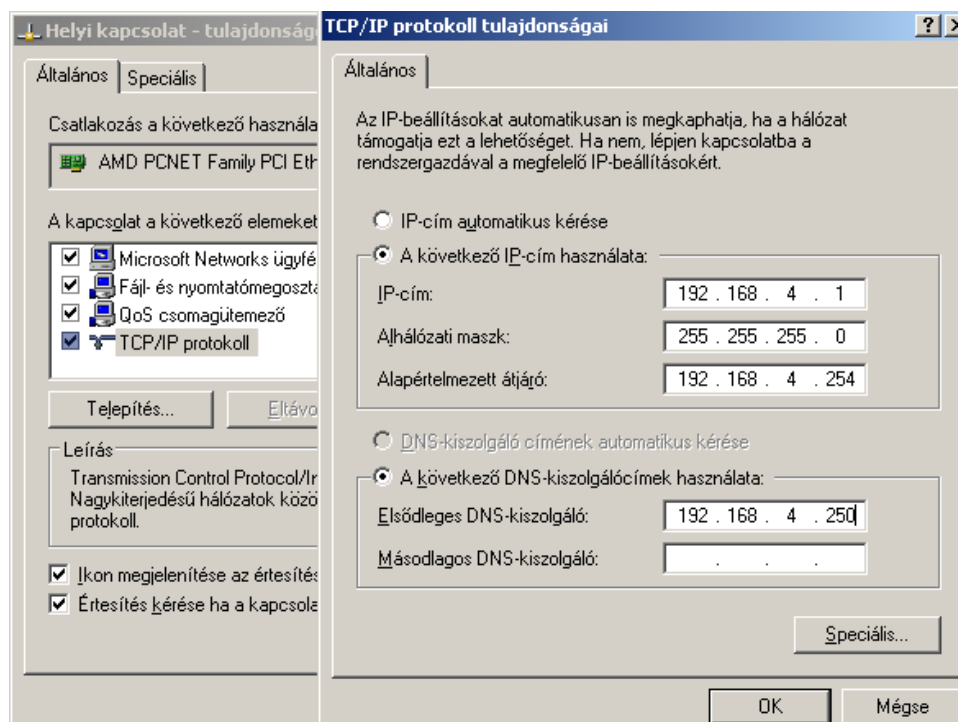 Helyi kapcsolat - tulajdonság
Általános
Speciális
Csatlakozás a következő használa
AMD PCNET Family PCI Eth
A kapcsolat a következő elemeket
Microsoft Networks ügyfé
Fájl- és nyomtatómegoszta
QoS csomagütemező
TCP/IP protokoll
Telepítés...
Eltávo
Leírás
Transmission Control Protocol/Ir
Nagykiterjedésű hálózatok közö
protokoll.
Ikon megjelenítése az értesítés
Értesítés kérése ha a kapcsola
TCP/IP protokoll tulajdonságai
Általános
Az IP-beállításokat automatikusan is megkaphatja, ha a hálózat
támogatja ezt a lehetőséget. Ha nem, lépjen kapcsolatba a
rendszergazdával a megfelelő IP-beállításokért.
IP-cím automatikus kérése
A következő IP-cím használata:
IP-cím: 192 . 168 . 4 . 1
Alhálózati maszk: 255 . 255 . 255 . 0
Alapértelmezett átjáró: 192 . 168 . 4 . 254
DNS-kiszolgáló címének automatikus kérése
A következő DNS-kiszolgálócímek használata:
Elsődleges DNS-kiszolgáló: 192 . 168 . 4 . 250
Másodlagos DNS-kiszolgáló: . . .
Speciális...
OK
Mégse